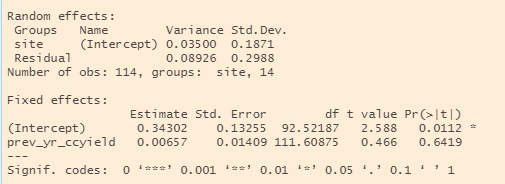 Random effects:
Groups Name Variance Std.Dev.
site (Intercept) 0.03500 0.1871
Residual 0.08926 0.2988
Number of obs: 114, groups: site, 14
Fixed effects:
Estimate Std. Error df t value Pr(>|t|)
(Intercept) 0.34302 0.13255 92.52187 2.588 0.0112 *
prev_yr_ccyield 0.00657 0.01409 111.60875 0.466 0.6419
---
Signif. codes: 0 ‘***’ 0.001 ‘**’ 0.01 ‘*’ 0.05 ‘.’ 0.1 ‘ ’ 1